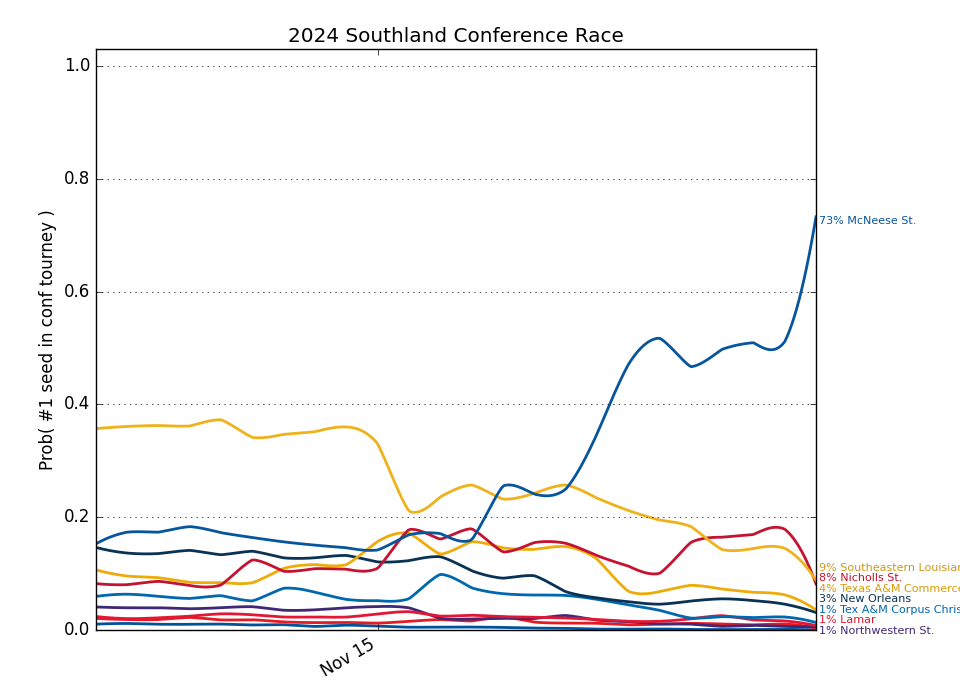 2024 Southland Conference Race
Prob( #1 seed in conf tourney )
1.0
0.8
0.6
0.4
0.2
0.0
Nov 15
73% McNeese St.
9% Southeastern Louisian
8% Nicholls St.
4% Texas A&M Commerce
3% New Orleans
1% Tex A&M Corpus Chris
1% Lamar
1% Northwestern St.